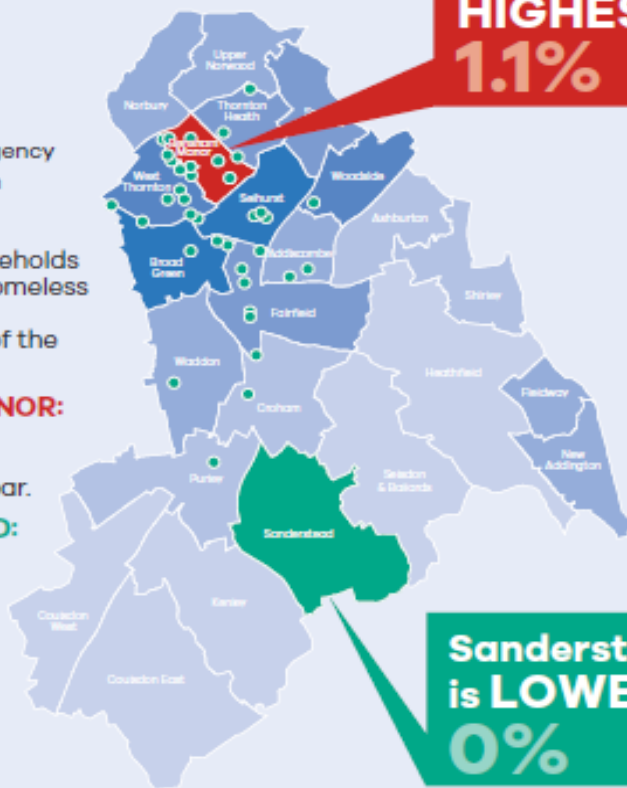 HIGHES
1.1%
Upper
Norwood
Norbury
Thornton
Heath
gency
West
Thornton
Woodside
Selhurst
Ashburton
eholds
omeless
Broad
Green
Addiscombe
Shirley
of the
Fairfield
Waddon
Heathfield
Fieldway
NOR:
Croham
New
Addington
ar.
Purley
Selsdon
& Ballards
D:
Sanderstead
Kenley
Coulsdon
West
Coulsdon East
Sanderst
is LOWE
0%